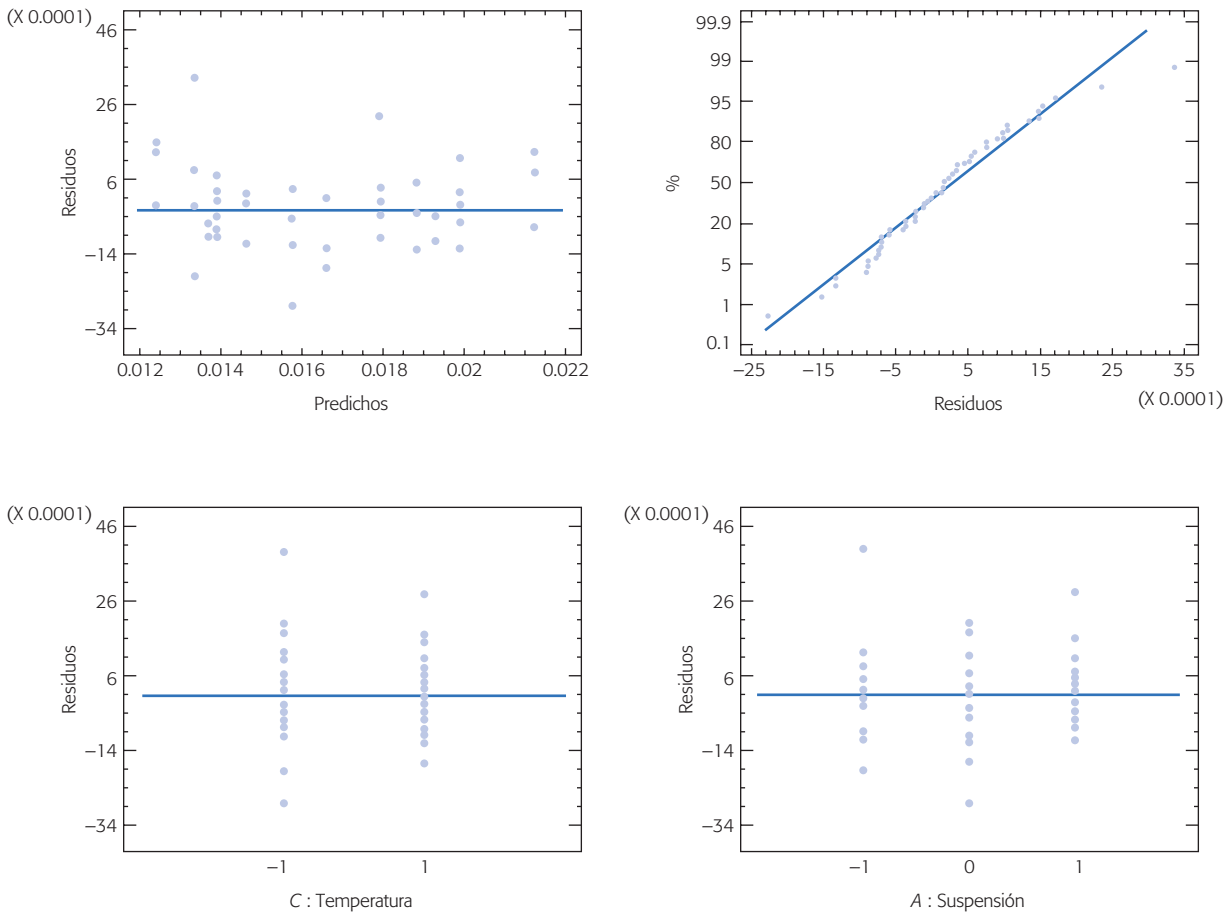 (X 0.0001)
46
26
6
−14
−34
Residuos
0.012 0.014 0.016 0.018 0.02 0.022
Predichos
99.9
99
95
80
50
20
5
1
0.1
%
−25 −15 −5 5 15 25 35
Residuos
(X 0.0001)
(X 0.0001)
46
26
6
−14
−34
Residuos
−1 1
C : Temperatura
(X 0.0001)
46
26
6
−14
−34
Residuos
−1 0 1
A : Suspensión